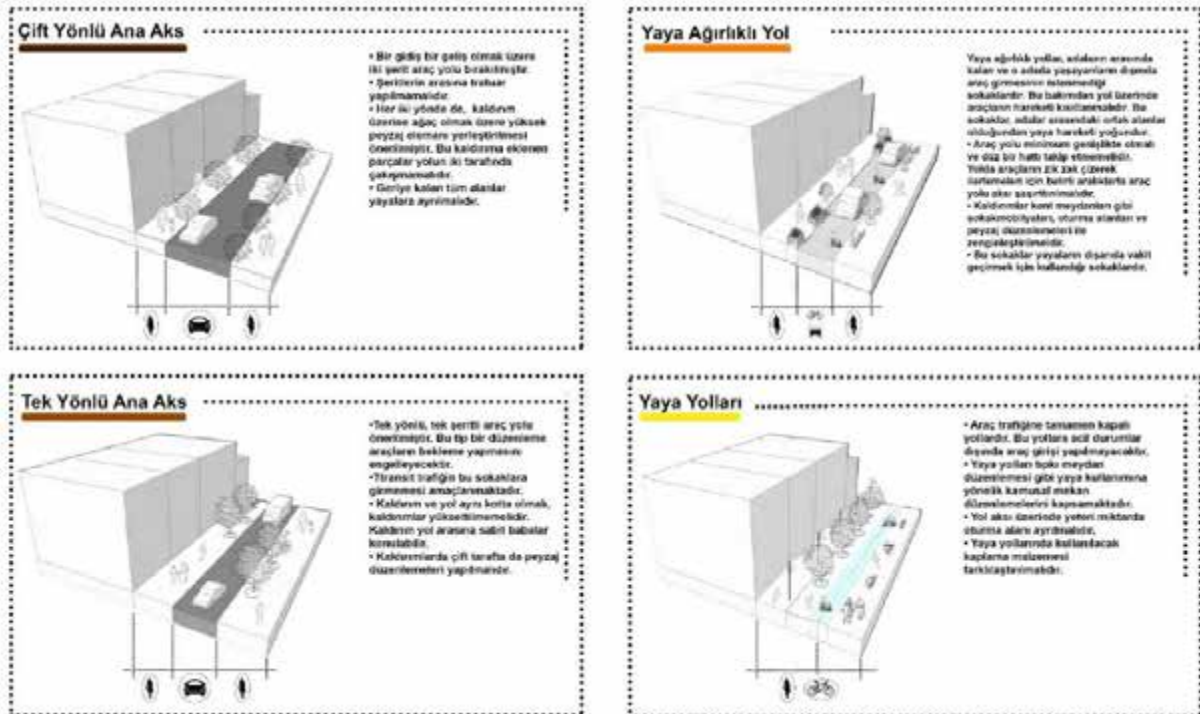 Çift Yönlü Ana Aks
• Bir gidiş bir geliş olmak üzere
iki şerit araç yolu bırakılmıştır.
• Şeritlerin arasına trotuar
yapılmamalıdır.
• Her iki yönde de, kaldırım
üzerine ağaç olmak üzere yüksek
peyzaj elemanı yerleştirilmesi
önerilmiştir. Bu kaldırıma eklenen
parçalar yolun iki tarafında
çakışmamalıdır.
• Geriye kalan tüm alanlar
yayalara ayrılmalıdır.
Yaya Ağırlıklı Yol
Yaya ağırlıklı yollar, adaların arasında
kalan ve o adada yaşayanların dışında
araç girmesinin istenmediği
sokaklardır. Bu bakımdan yol üzerinde
araçların hareketi kısıtlanmalıdır. Bu
sokaklar, adalar arasındaki ortak alanlar
olduğundan yaya hareketi yoğundur.
• Araç yolu minimum genişlikte olmalı
ve düz bir hattı takip etmemelidir.
Yolda araçların zik zak çizerek
ilerlemeleri için belirli aralıklarla araç
yolu aksı şaşırtılmalıdır.
• Kaldırımlar kent meydanları gibi
sokakmobilyaları, oturma alanları ve
peyzaj düzenlemeleri ile
zenginleştirilmelidir.
• Bu sokaklar yayaların dışarıda vakit
geçirmek için kullandığı sokaklardır.
Tek Yönlü Ana Aks
•Tek yönlü, tek şeritli araç yolu
önerilmiştir. Bu tip bir düzenleme
araçların bekleme yapmasını
engelleyecektir.
•Ttransit trafiğin bu sokaklara
girmemesi amaçlanmaktadır.
• Kaldırım ve yol aynı kotta olmalı,
kaldırımlar yükseltilmemelidir.
Kaldırım yol arasına sabit babalar
konulabilir.
• Kaldırımlarda çift tarafta da peyzaj
düzenlemeleri yapılmalıdır.
Yaya Yolları
• Araç trafiğine tamamen kapalı
yollardır. Bu yollara acil durumlar
dışında araç girişi yapılmayacaktır.
• Yaya yolları tıpkı meydan
düzenlemesi gibi yaya kullanımına
yönelik kamusal mekan
düzenlemelerini kapsamaktadır.
• Yol aksı üzerinde yeteri miktarda
oturma alanı ayrılmalıdır.
• Yaya yollarında kullanılacak
kaplama malzemesi
farklılaştırılmalıdır.